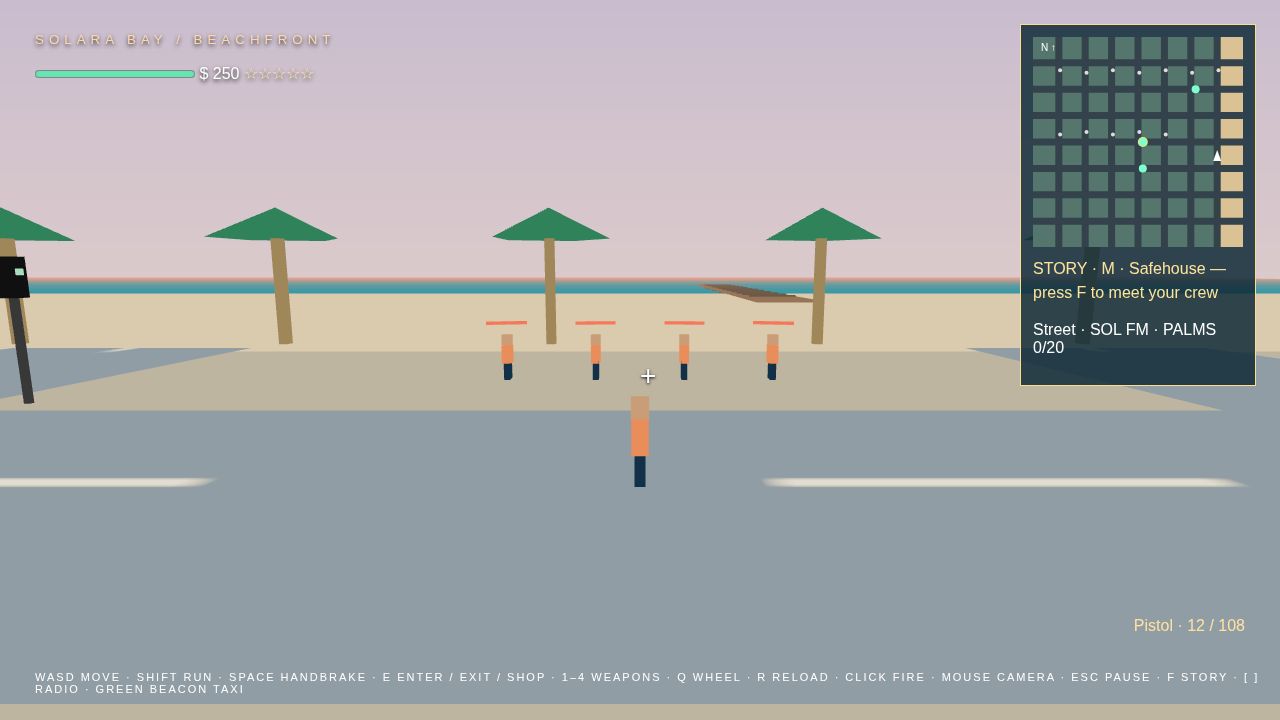 SOLARA BAY / BEACHFRONT
$ 250 ☆☆☆☆☆
N ↑
STORY · M · Safehouse —
press F to meet your crew
Street · SOL FM · PALMS
0/20
Pistol · 12 / 108
WASD MOVE · SHIFT RUN · SPACE HANDBRAKE · E ENTER / EXIT / SHOP · 1–4 WEAPONS · Q WHEEL · R RELOAD · CLICK FIRE · MOUSE CAMERA · ESC PAUSE · F STORY · [ ]
RADIO · GREEN BEACON TAXI